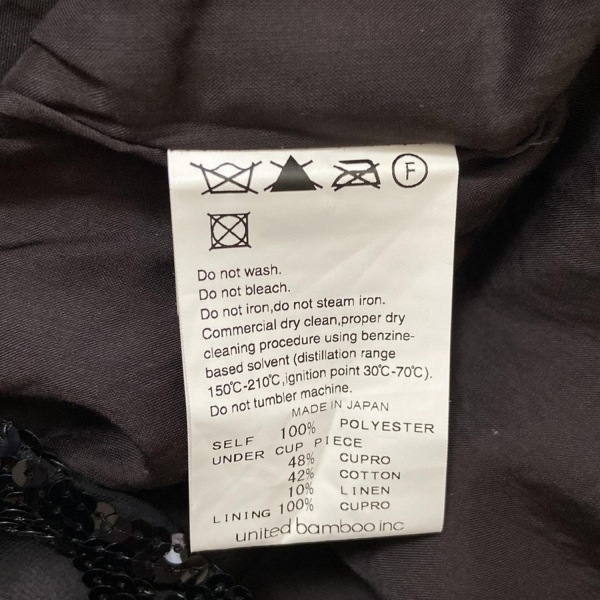 F
Do not wash.
Do not bleach.
Do not iron,do not steam iron.
Commercial dry clean,proper dry
cleaning procedure using benzine-
based solvent (distillation range
150℃-210℃,ignition point 30℃-70℃).
Do not tumbler machine.
MADE IN JAPAN
SELF 100% POLYESTER
UNDER CUP PIECE
48% CUPRO
42% COTTON
10% LINEN
LINING 100% CUPRO
united bamboo inc